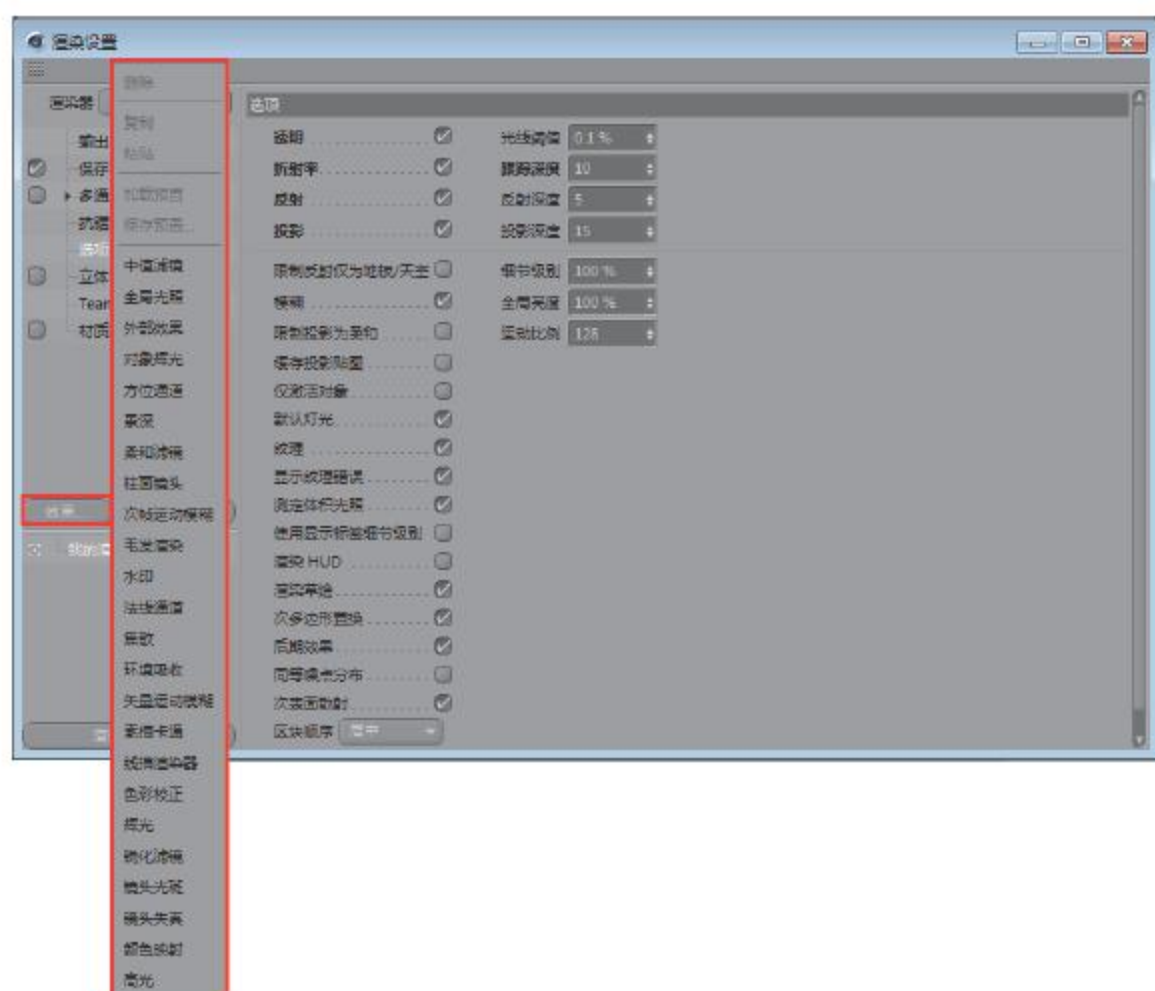 渲染设置
渲染器
输出
保存
多通
抗锯
选项
立体
Tear
材质
效果
删除
复制
粘贴
加载预置
保存预置...
中值滤镜
全局光照
外部效果
对象辉光
方位通道
景深
柔和滤镜
柱面镜头
次帧运动模糊
毛发渲染
水印
法线通道
焦散
环境吸收
矢量运动模糊
素描卡通
线描渲染器
色彩校正
辉光
锐化滤镜
镜头光斑
镜头失真
颜色映射
高光
选项
透明 光线阈值 0.1 %
折射率 跟踪深度 10
反射 反射深度 5
投影 投影深度 15
限制反射仅为地板/天空 细节级别 100 %
模糊 全局亮度 100 %
限制投影为柔和 运动比例 128
缓存投影贴图
仅激活对象
默认灯光
纹理
显示纹理错误
测定体积光照
使用显示标签细节级别
渲染 HUD
渲染草绘
次多边形置换
后期效果
同等噪点分布
次表面散射
区块顺序 居中